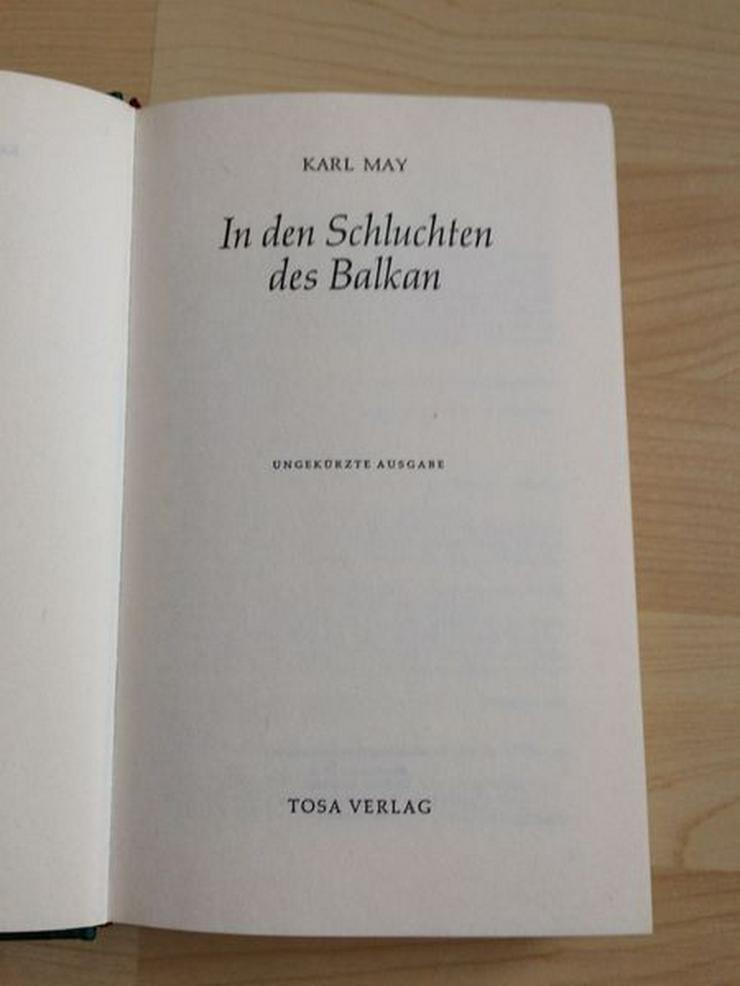 KARL MAY
In den Schluchten
des Balkan
UNGEKÜRZTE AUSGABE
TOSA VERLAG